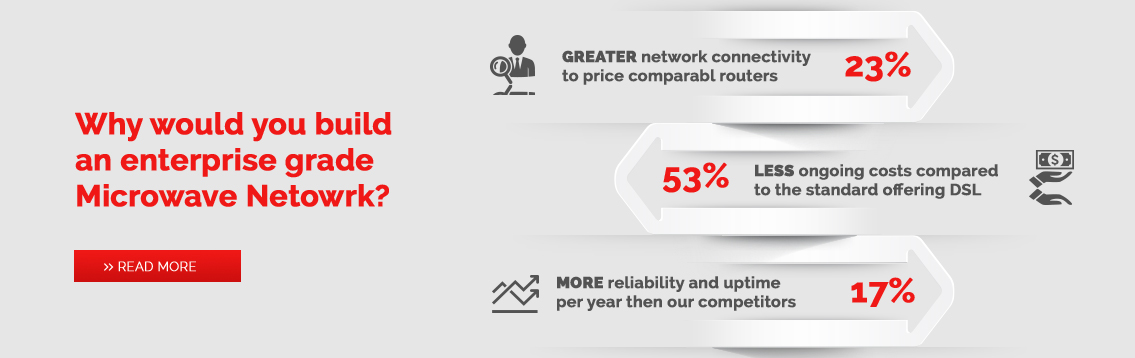 Why would you build
an enterprise grade
Microwave Netowrk?
>> READ MORE
GREATER network connectivity
to price comparabl routers
23%
53%
LESS ongoing costs compared
to the standard offering DSL
$
MORE reliability and uptime
per year then our competitors
17%